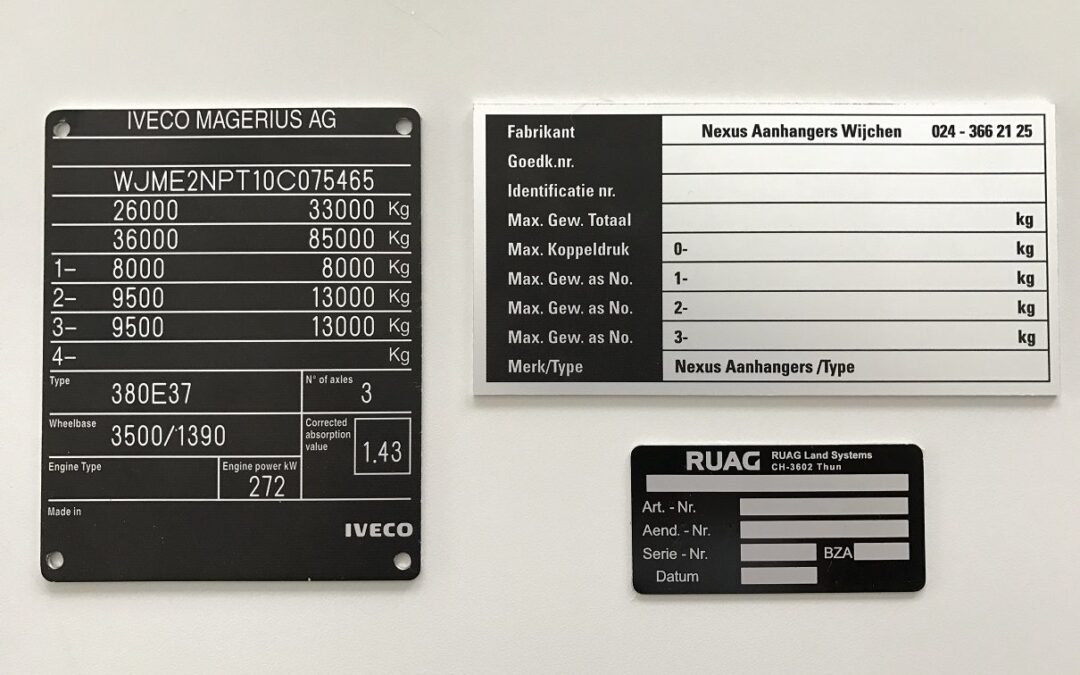 IVECO MAGERIUS AG
WJME2NPT10C075465
26000 33000 Kg
36000 85000 Kg
1– 8000 8000 Kg
2– 9500 13000 Kg
3– 9500 13000 Kg
4– Kg
Type 380E37 N° of axles 3
Wheelbase 3500/1390 Corrected absorption value 1.43
Engine Type Engine power kW 272
Made in
IVECO
Fabrikant Nexus Aanhangers Wijchen 024 - 366 21 25
Goedk.nr.
Identificatie nr.
Max. Gew. Totaal kg
Max. Koppeldruk 0- kg
Max. Gew. as No. 1- kg
Max. Gew. as No. 2- kg
Max. Gew. as No. 3- kg
Merk/Type Nexus Aanhangers /Type
RUAG RUAG Land Systems
CH-3602 Thun
Art. - Nr.
Aend. - Nr.
Serie - Nr. BZA
Datum